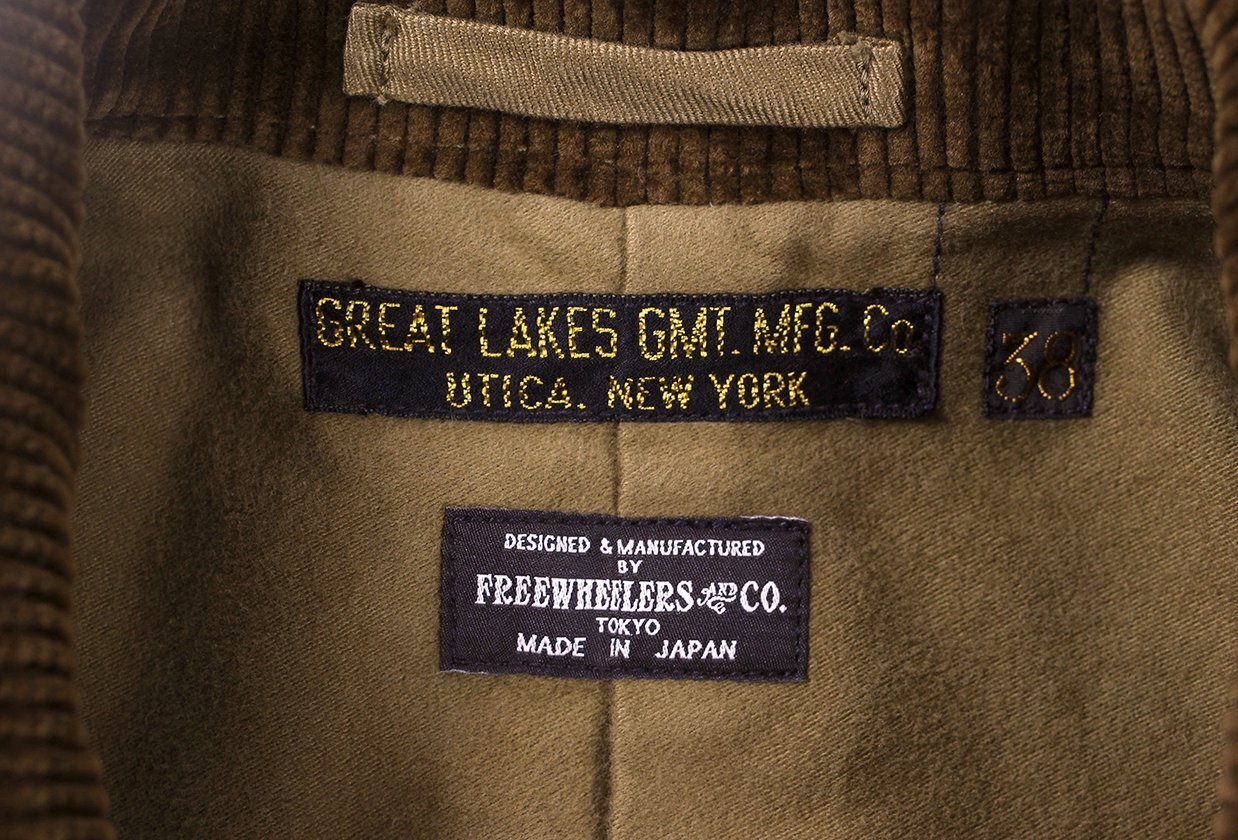 GREAT LAKES GMT. MFG. Co
UTICA. NEW YORK
38
DESIGNED & MANUFACTURED
BY
FREEWHEELERS AND CO.
TOKYO
MADE IN JAPAN